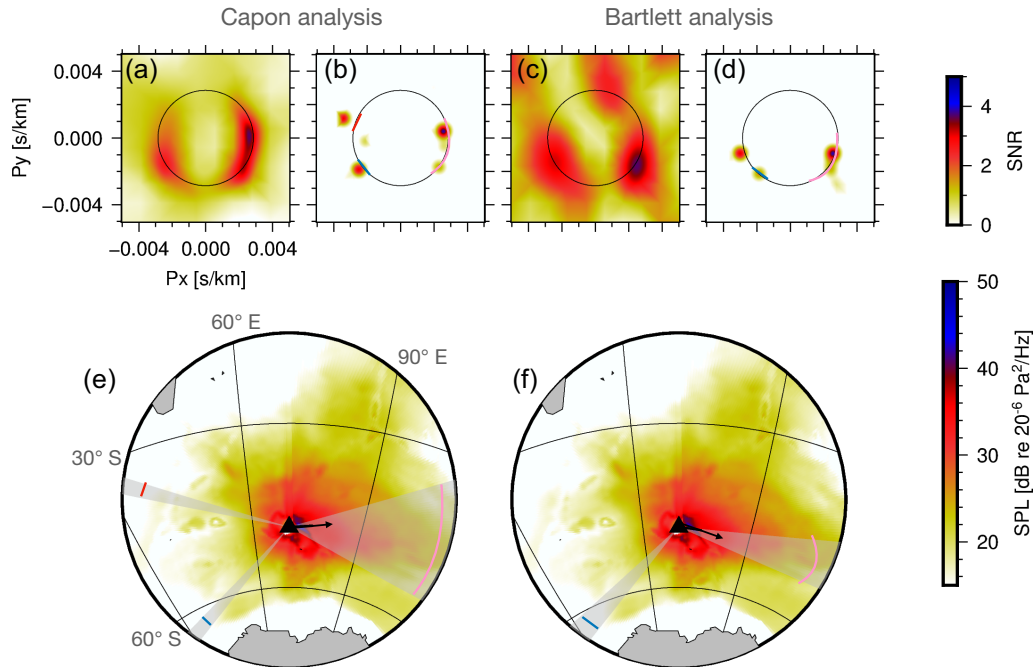 Capon analysis
Bartlett analysis
(a)
(b)
(c)
(d)
0.004
0.000
−0.004
Py [s/km]
−0.004 0.000 0.004
Px [s/km]
4
2
0
SNR
60° E
90° E
(e)
(f)
30° S
60° S
50
40
30
20
SPL [dB re 20⁻⁶ Pa²/Hz]